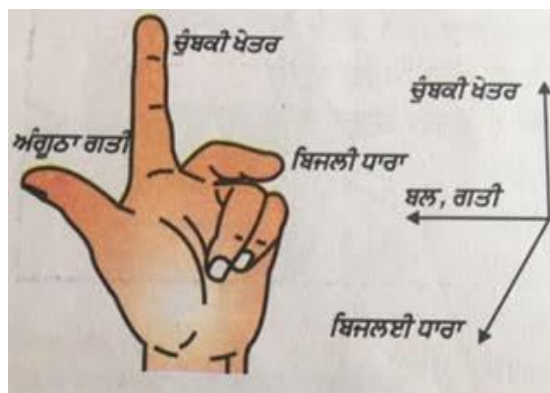 ਚੁੰਬਕੀ ਖੇਤਰ
ਚੁੰਬਕੀ ਖੇਤਰ
ਅੰਗੂਠਾ ਗਤੀ
ਬਿਜਲੀ ਧਾਰਾ
ਬਲ, ਗਤੀ
ਬਿਜਲਈ ਧਾਰਾ